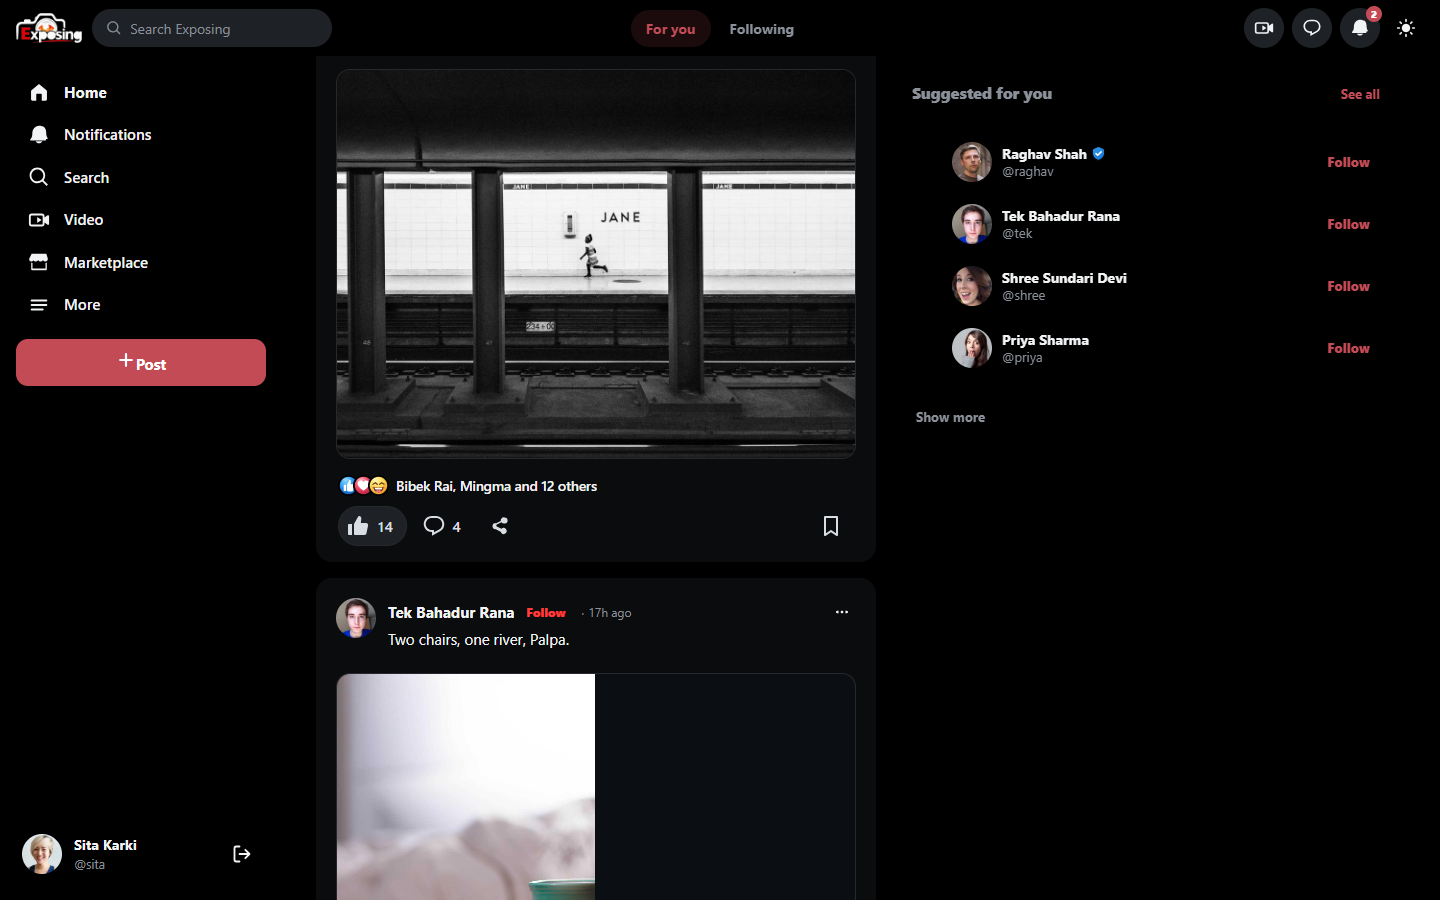 Exposing
Search Exposing
For you
Following
2
Home
Notifications
Search
Video
Marketplace
More
+ Post
Sita Karki
@sita
JANE
JANE
JANE
234+00
Bibek Rai, Mingma and 12 others
14
4
Tek Bahadur Rana Follow · 17h ago
Two chairs, one river, Palpa.
Suggested for you
See all
Raghav Shah
@raghav
Follow
Tek Bahadur Rana
@tek
Follow
Shree Sundari Devi
@shree
Follow
Priya Sharma
@priya
Follow
Show more